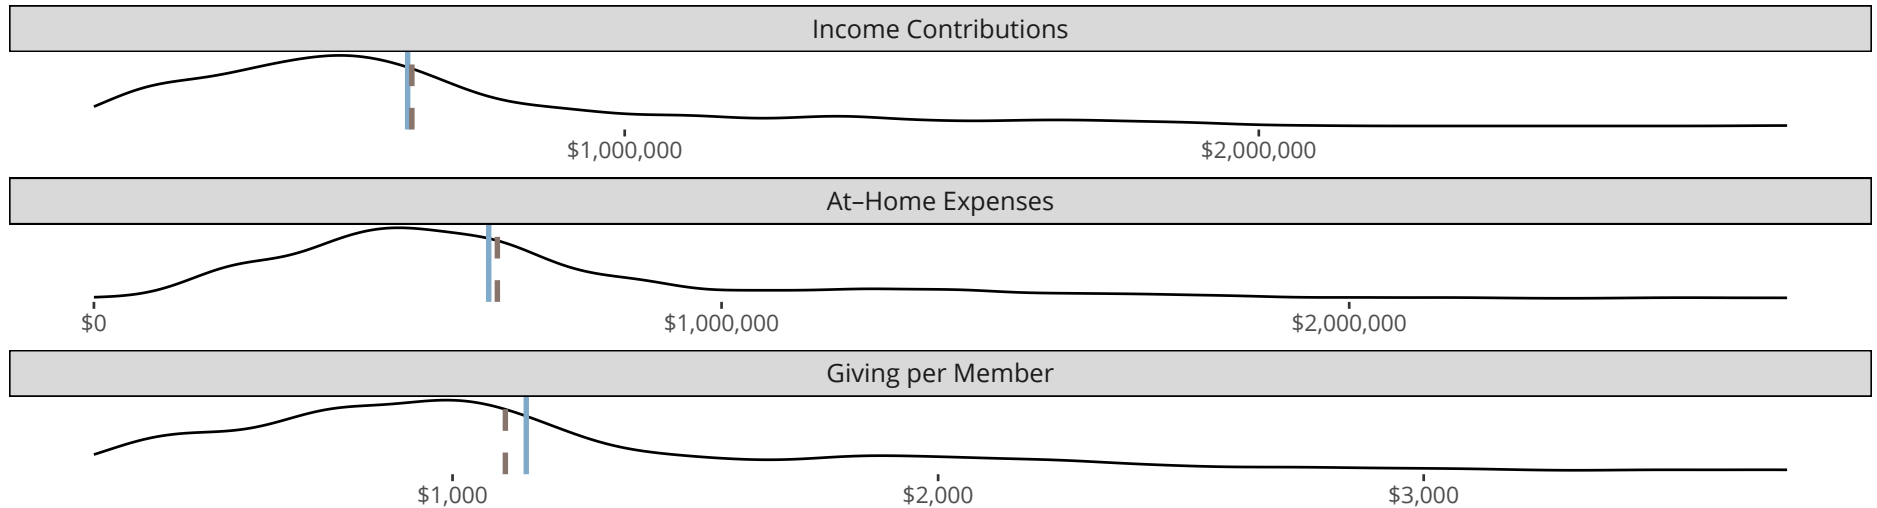 Income Contributions
$1,000,000 $2,000,000
At–Home Expenses
$0 $1,000,000 $2,000,000
Giving per Member
$1,000 $2,000 $3,000